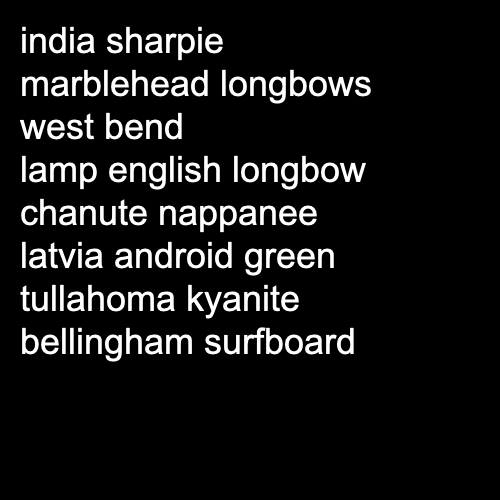 india sharpie
marblehead longbows
west bend
lamp english longbow
chanute nappanee
latvia android green
tullahoma kyanite
bellingham surfboard